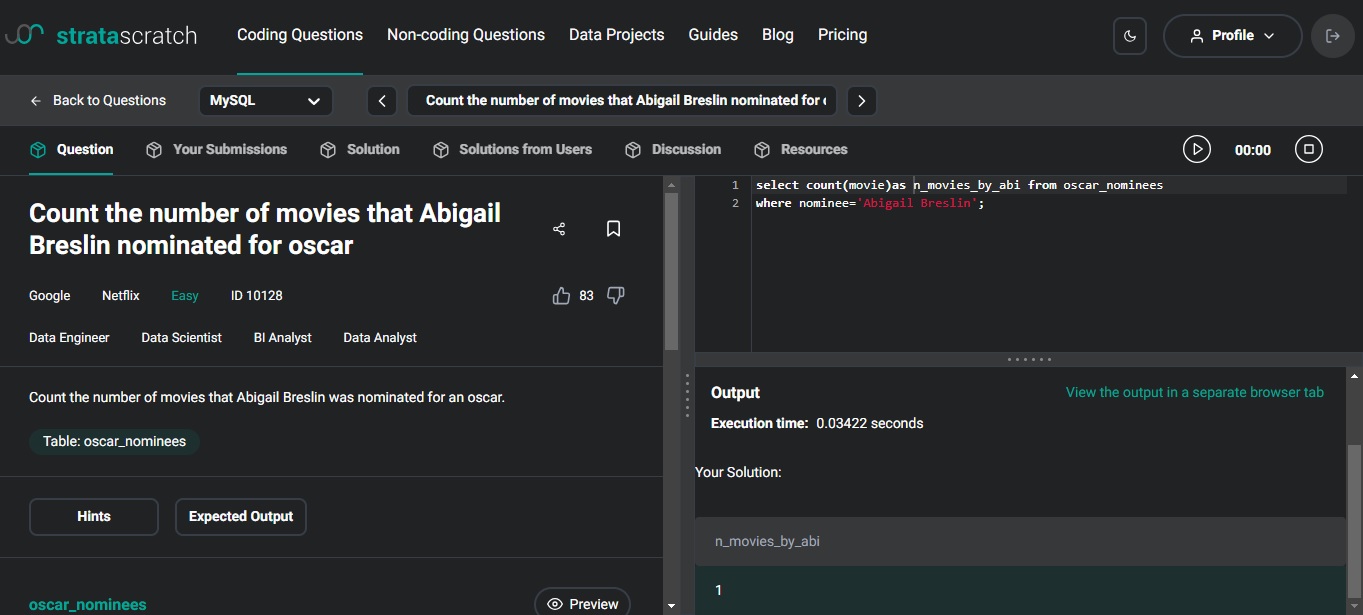 stratascratch Coding Questions Non-coding Questions Data Projects Guides Blog Pricing Profile
Back to Questions MySQL Count the number of movies that Abigail Breslin nominated for
Question Your Submissions Solution Solutions from Users Discussion Resources 00:00
Count the number of movies that Abigail
Breslin nominated for oscar
Google Netflix Easy ID 10128 83
Data Engineer Data Scientist BI Analyst Data Analyst
Count the number of movies that Abigail Breslin was nominated for an oscar.
Table: oscar_nominees
Hints Expected Output
oscar_nominees Preview
1 select count(movie)as n_movies_by_abi from oscar_nominees
2 where nominee='Abigail Breslin';
Output View the output in a separate browser tab
Execution time: 0.03422 seconds
Your Solution:
n_movies_by_abi
1